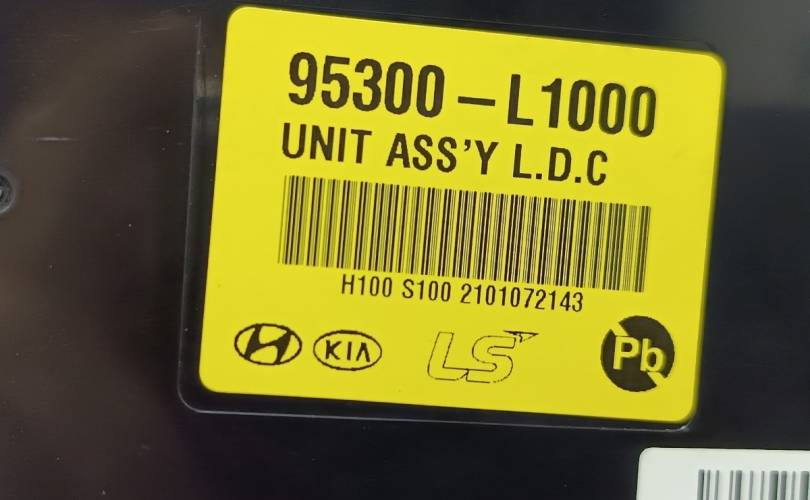 95300-L1000
UNIT ASS'Y L.D.C
H100 S100 2101072143
KIA LS Pb